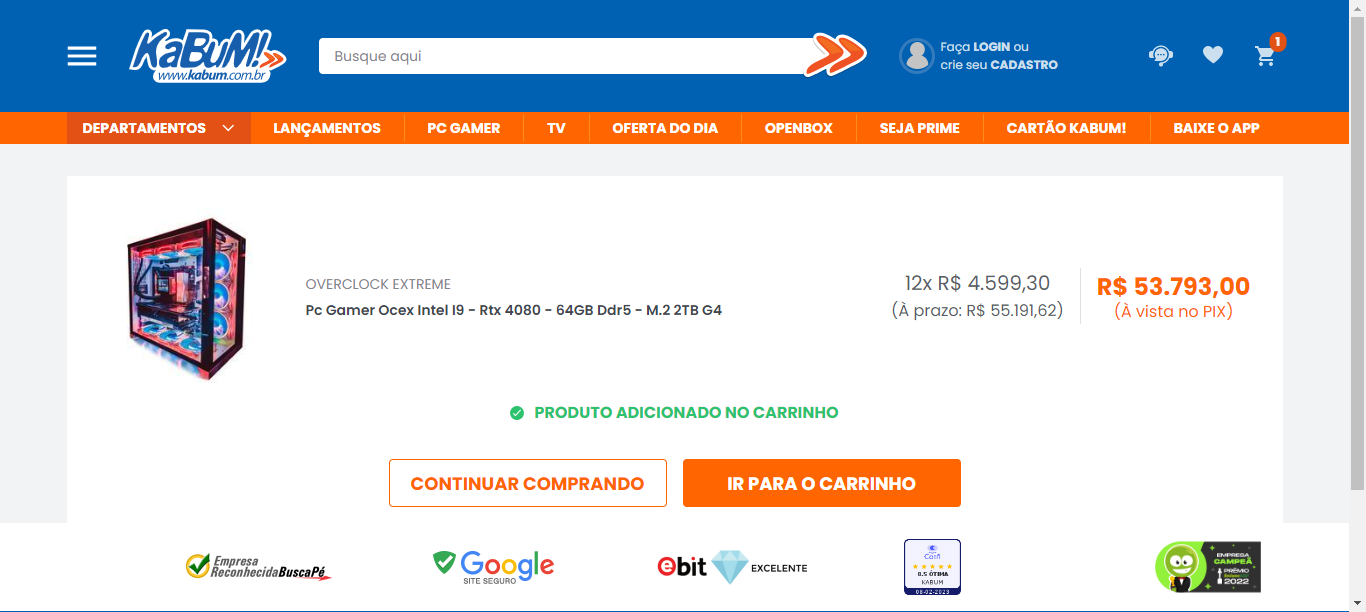 KaBuM!
www.kabum.com.br
Busque aqui
Faça LOGIN ou
crie seu CADASTRO
1
DEPARTAMENTOS
LANÇAMENTOS
PC GAMER
TV
OFERTA DO DIA
OPENBOX
SEJA PRIME
CARTÃO KABUM!
BAIXE O APP
OVERCLOCK EXTREME
Pc Gamer Ocex Intel I9 - Rtx 4080 - 64GB Ddr5 - M.2 2TB G4
12x R$ 4.599,30
(À prazo: R$ 55.191,62)
R$ 53.793,00
(À vista no PIX)
PRODUTO ADICIONADO NO CARRINHO
CONTINUAR COMPRANDO
IR PARA O CARRINHO
Empresa
ReconhecidaBuscaPé
Google
SITE SEGURO
ebit
EXCELENTE
Confi
8.5 ÓTIMA
KABUM
08-02-2023
EMPRESA
CAMPEÃ
PRÊMIO
2022